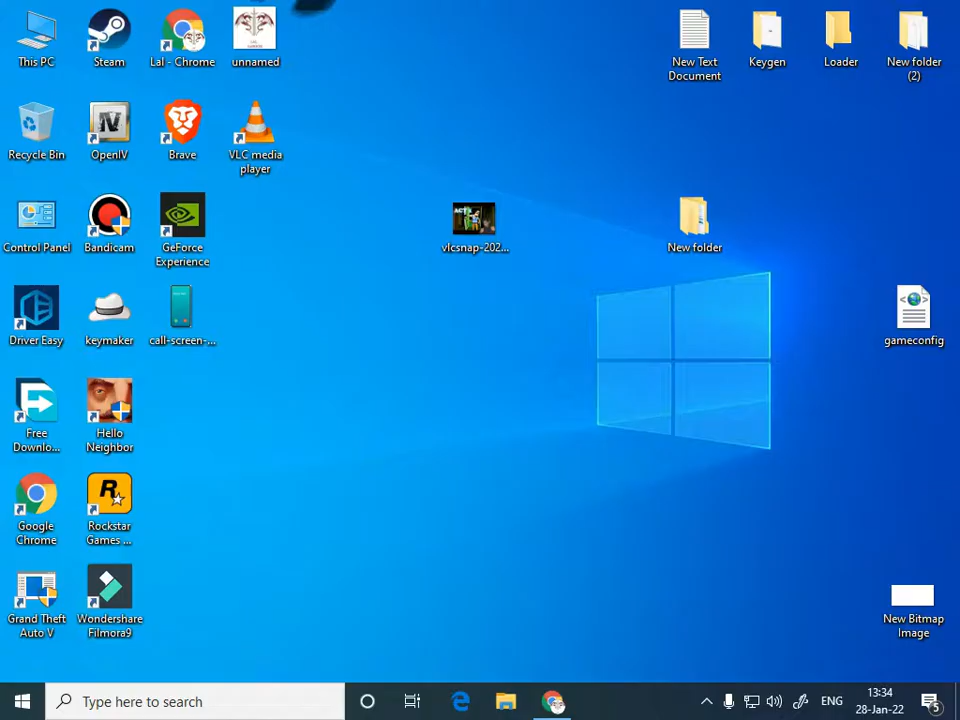 This PC
Steam
Lal - Chrome
unnamed
New Text
Document
Keygen
Loader
New folder
(2)
Recycle Bin
OpenIV
Brave
VLC media
player
Control Panel
Bandicam
GeForce
Experience
ACT
vlcsnap-202...
New folder
Driver Easy
keymaker
call-screen-...
gameconfig
Free
Downlo...
Hello
Neighbor
Google
Chrome
Rockstar
Games ...
Grand Theft
Auto V
Wondershare
Filmora9
New Bitmap
Image
Type here to search
ENG
13:34
28-Jan-22
5